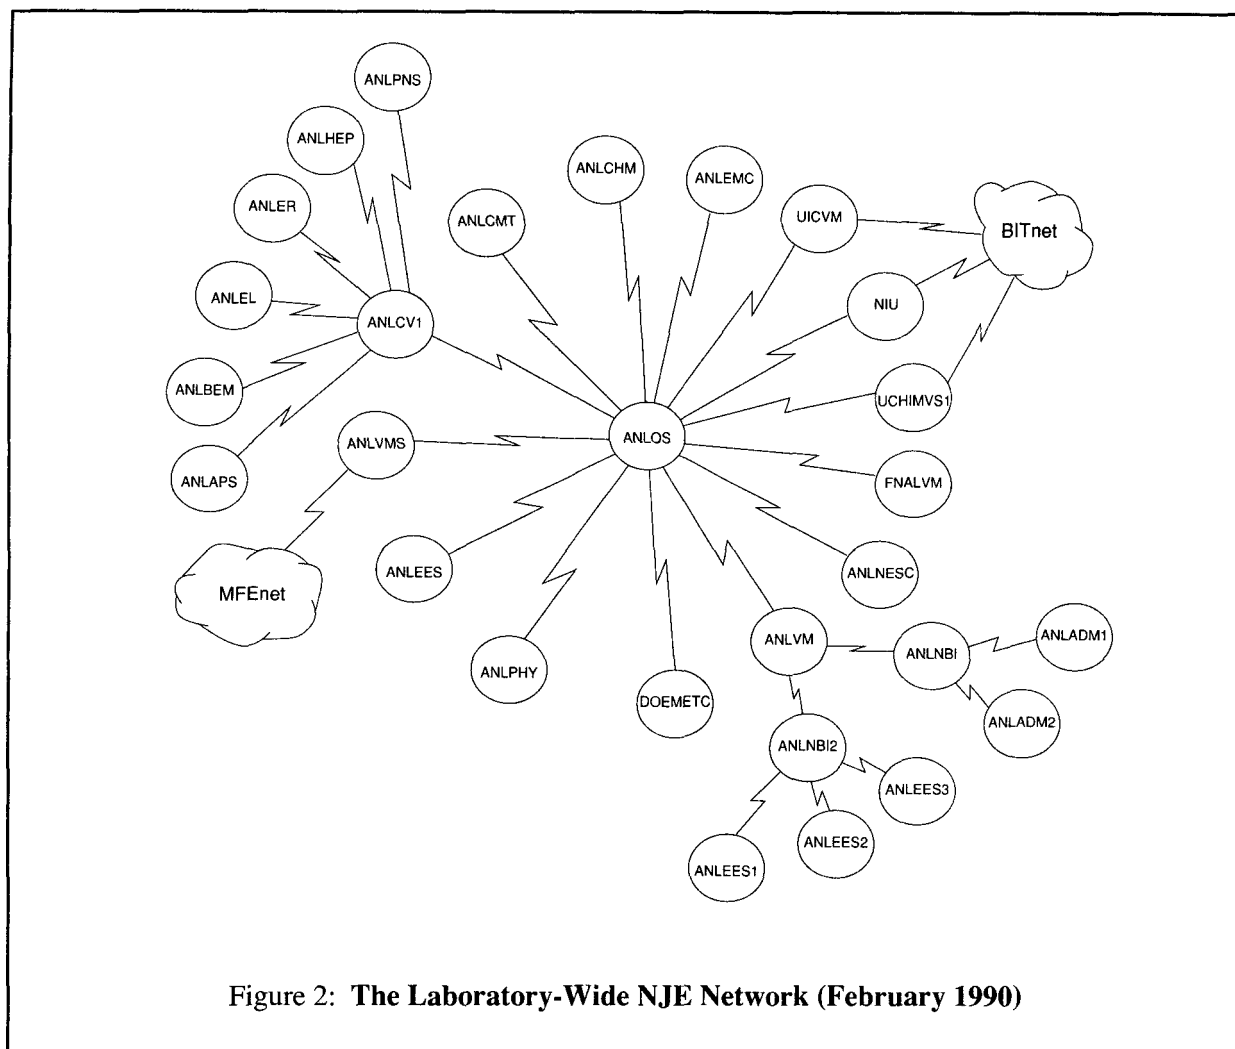 ANLPNS
ANLHEP
ANLCHM
ANLEMC
ANLER
ANLCMT
UICVM
BITnet
ANLEL
NIU
ANLCV1
ANLBEM
UCHIMVS1
ANLVMS
ANLOS
ANLAPS
FNALVM
ANLEES
ANLNESC
MFEnet
ANLVM
ANLNBI
ANLADM1
ANLPHY
DOEMETC
ANLADM2
ANLNBI2
ANLEES3
ANLEES2
ANLEES1
Figure 2: The Laboratory-Wide NJE Network (February 1990)